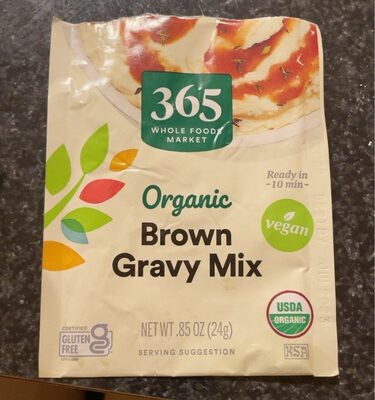 365
WHOLE FOODS
MARKET
Ready in
-10 min-
Organic
vegan
Brown
Gravy Mix
USDA
ORGANIC
CERTIFIED
GLUTEN
FREE
NET WT .85 OZ (24g)
SERVING SUGGESTION